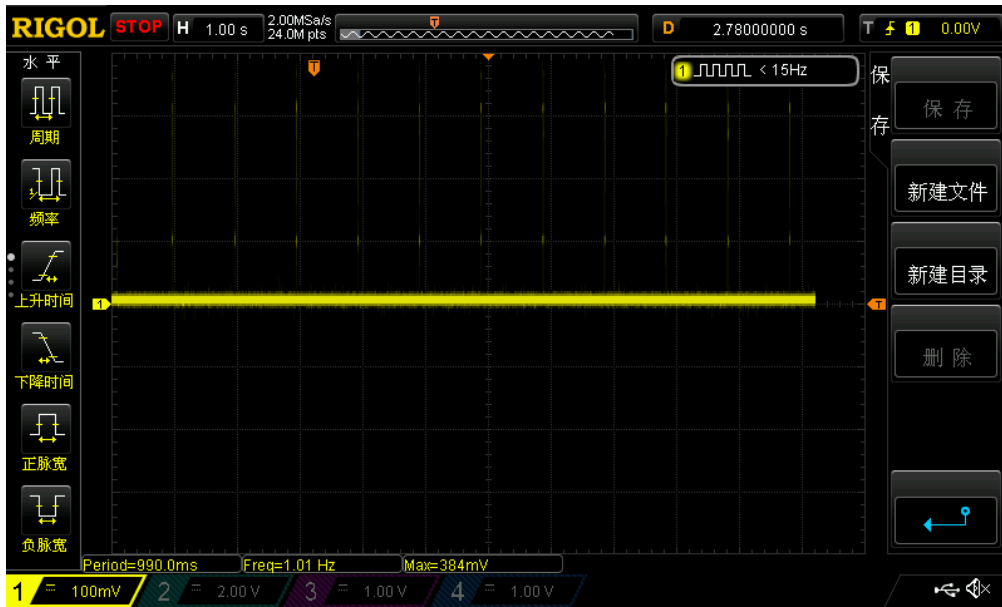 RIGOL STOP H 1.00 s 2.00MSa/s 24.0M pts T D 2.78000000 s T 1 0.00V
水平
T
1 < 15Hz
保存
保存
周期
新建文件
频率
新建目录
上升时间
1
T
删除
下降时间
正脉宽
负脉宽
Period=990.0ms Freq=1.01 Hz Max=384mV
1 = 100mV 2 = 2.00 V 3 = 1.00 V 4 = 1.00 V